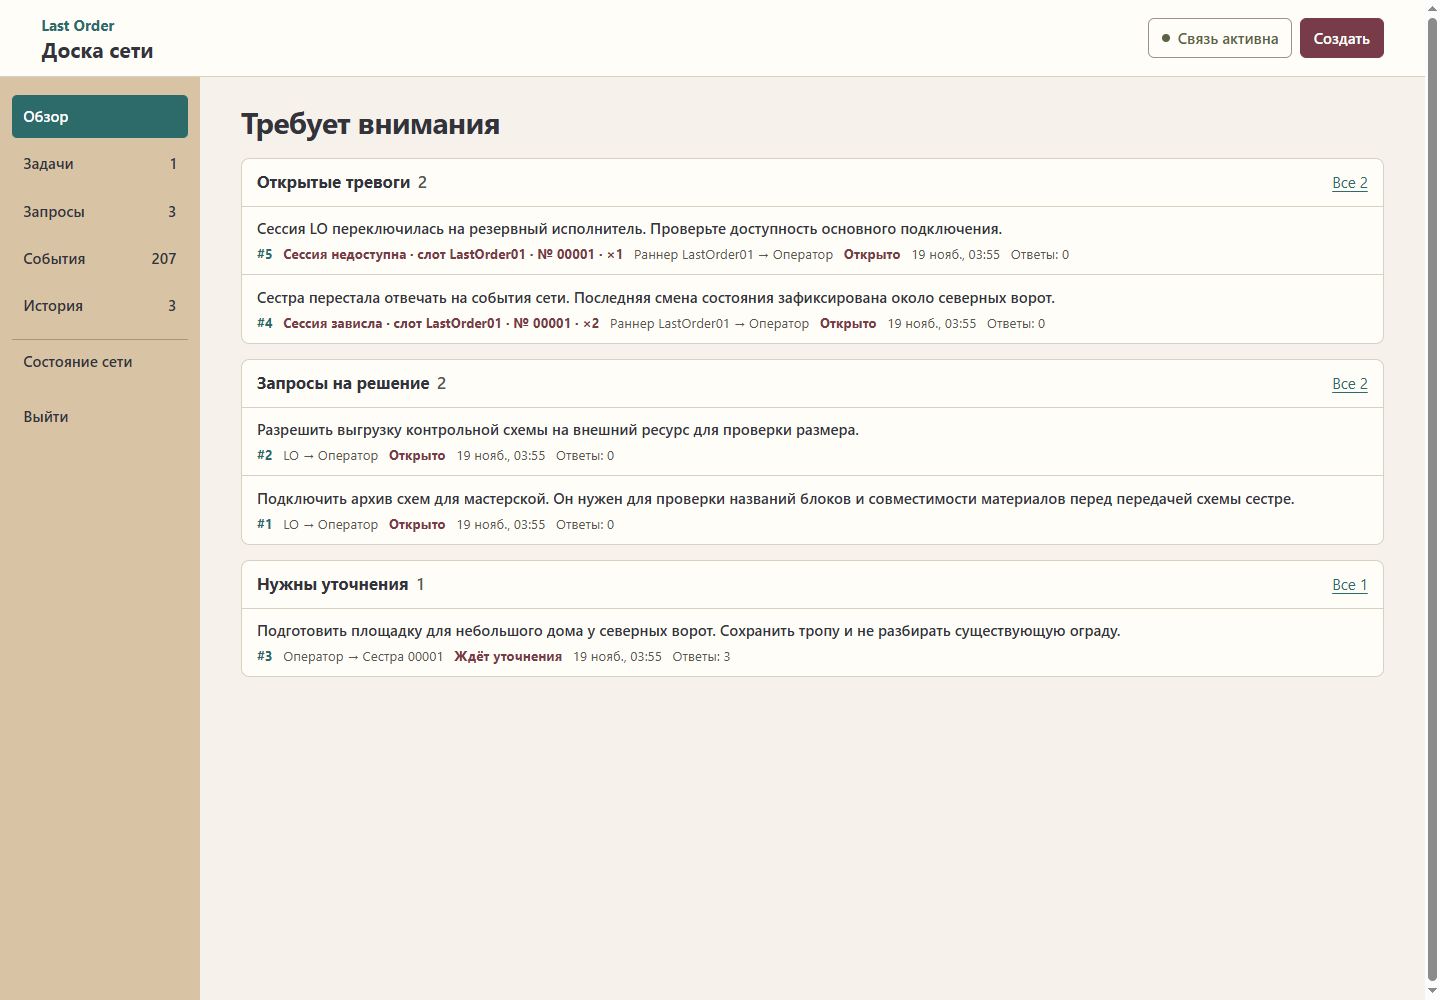 Last Order
Доска сети
Связь активна
Создать
Обзор
Задачи 1
Запросы 3
События 207
История 3
Состояние сети
Выйти
Требует внимания
Открытые тревоги 2 Все 2
Сессия LO переключилась на резервный исполнитель. Проверьте доступность основного подключения.
#5 Сессия недоступна · слот LastOrder01 · № 00001 · ×1 Раннер LastOrder01 → Оператор Открыто 19 нояб., 03:55 Ответы: 0
Сестра перестала отвечать на события сети. Последняя смена состояния зафиксирована около северных ворот.
#4 Сессия зависла · слот LastOrder01 · № 00001 · ×2 Раннер LastOrder01 → Оператор Открыто 19 нояб., 03:55 Ответы: 0
Запросы на решение 2 Все 2
Разрешить выгрузку контрольной схемы на внешний ресурс для проверки размера.
#2 LO → Оператор Открыто 19 нояб., 03:55 Ответы: 0
Подключить архив схем для мастерской. Он нужен для проверки названий блоков и совместимости материалов перед передачей схемы сестре.
#1 LO → Оператор Открыто 19 нояб., 03:55 Ответы: 0
Нужны уточнения 1 Все 1
Подготовить площадку для небольшого дома у северных ворот. Сохранить тропу и не разбирать существующую ограду.
#3 Оператор → Сестра 00001 Ждёт уточнения 19 нояб., 03:55 Ответы: 3